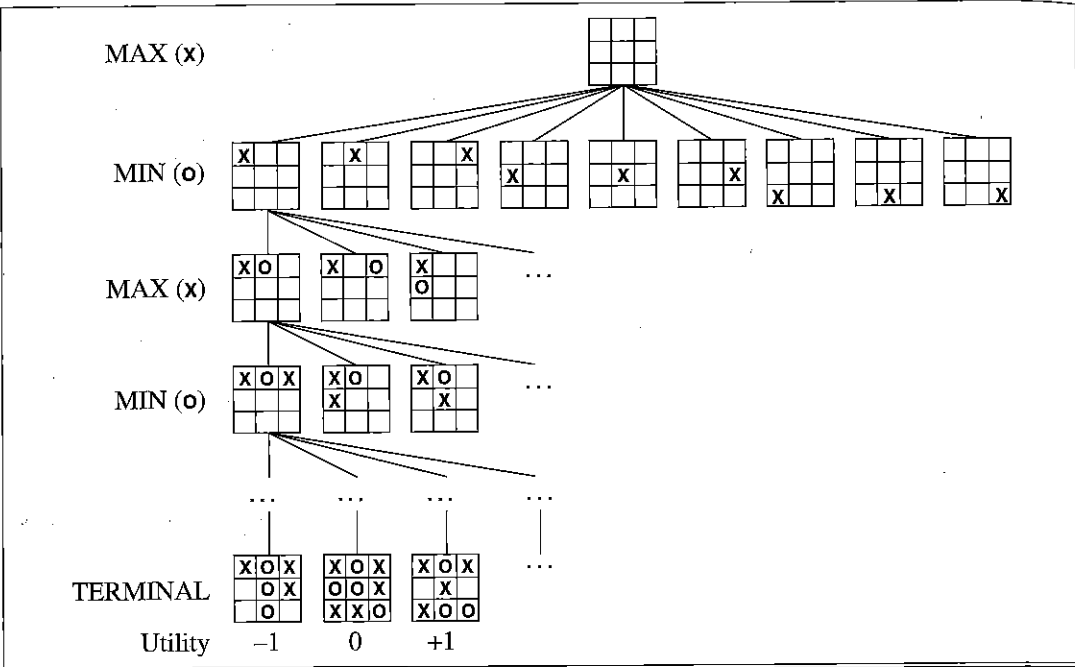 MAX (X)
MIN (O)
X X X X X X X X X
MAX (X)
X O X O X
O
...
MIN (O)
X O X X O X O
X X
...
... ... ... ...
TERMINAL
X O X X O X X O X ...
O X O O X X
O X X O X O O
Utility −1 0 +1